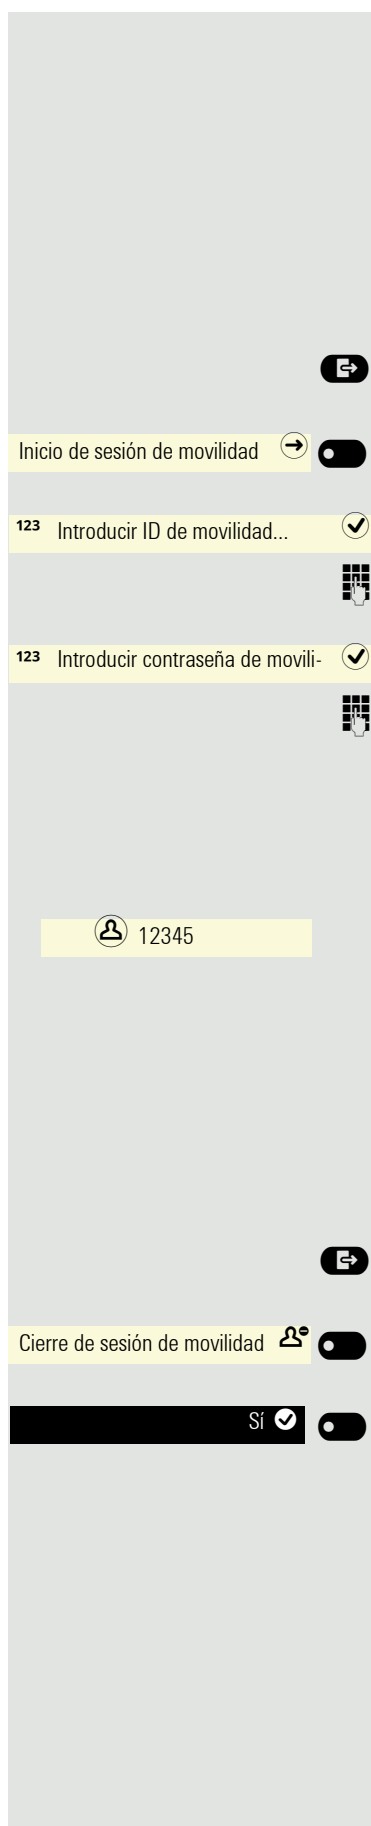 Inicio de sesión de movilidad
123 Introducir ID de movilidad...
123 Introducir contraseña de movili-
12345
Cierre de sesión de movilidad
Sí